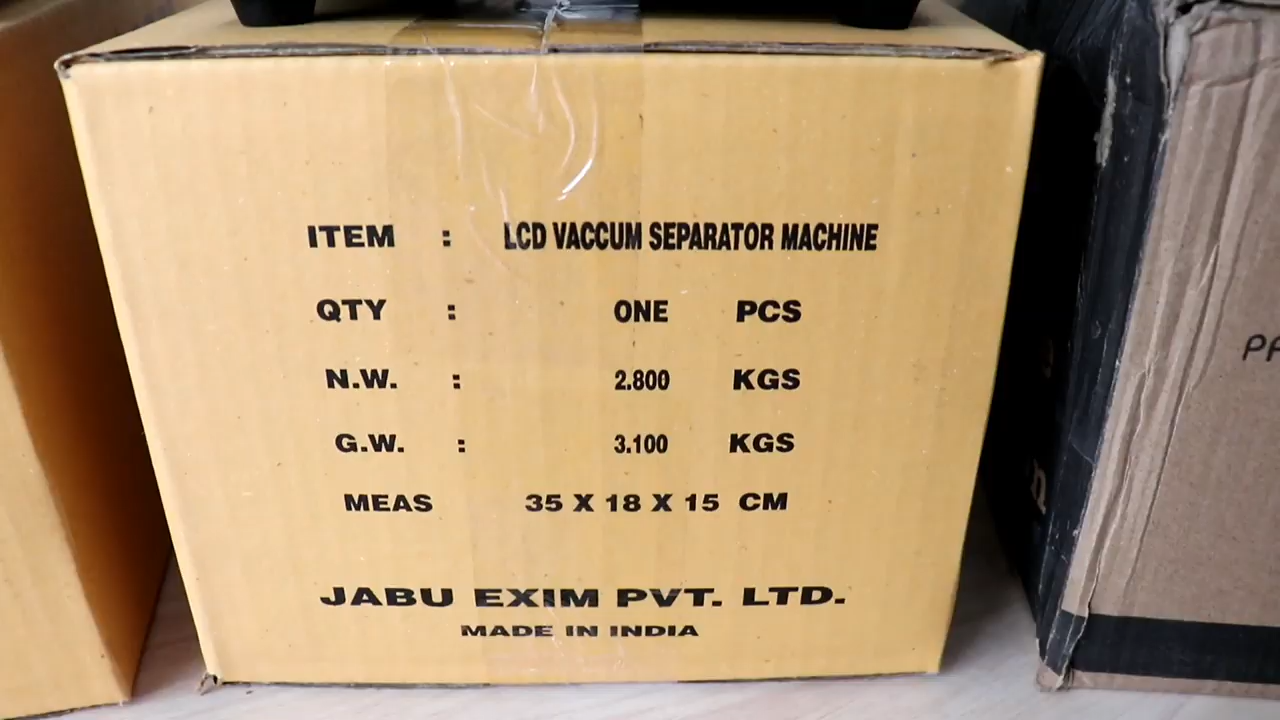 ITEM : LCD VACCUM SEPARATOR MACHINE
QTY : ONE PCS
N.W. : 2.800 KGS
G.W. : 3.100 KGS
MEAS 35 X 18 X 15 CM
JABU EXIM PVT. LTD.
MADE IN INDIA